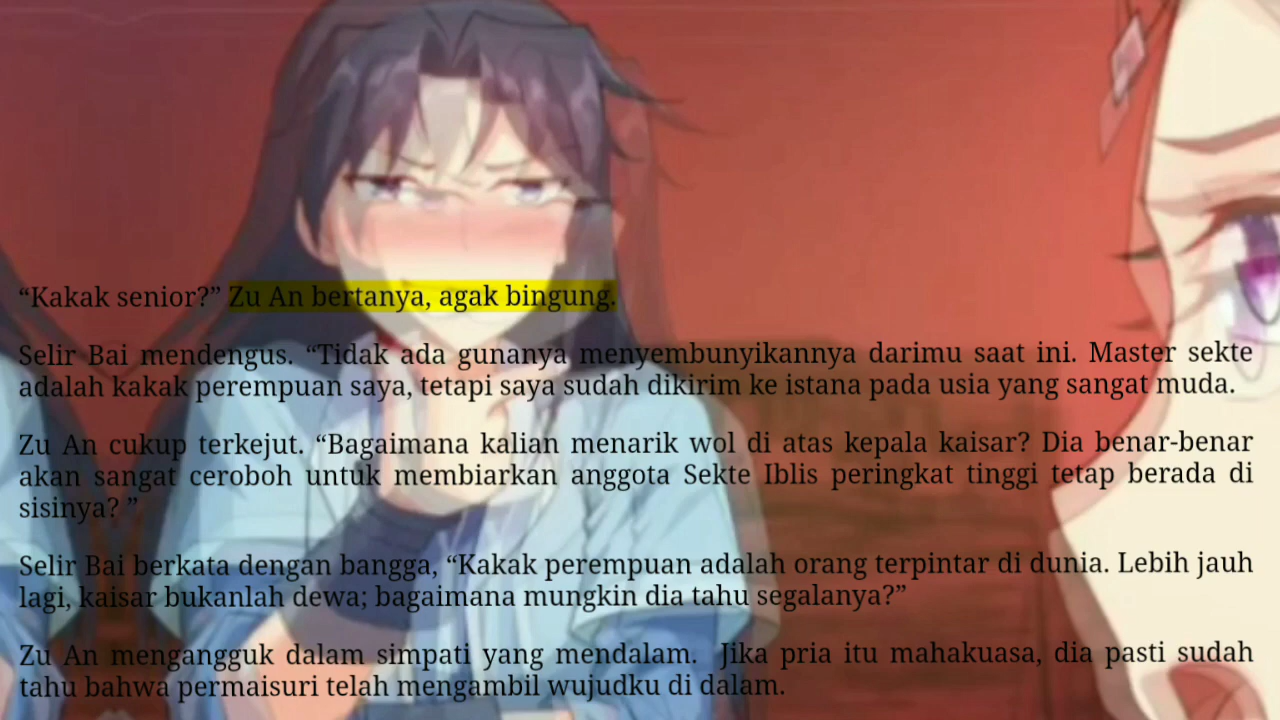 “Kakak senior?” Zu An bertanya, agak bingung.
Selir Bai mendengus. “Tidak ada gunanya menyembunyikannya darimu saat ini. Master sekte
adalah kakak perempuan saya, tetapi saya sudah dikirim ke istana pada usia yang sangat muda.
Zu An cukup terkejut. “Bagaimana kalian menarik wol di atas kepala kaisar? Dia benar-benar
akan sangat ceroboh untuk membiarkan anggota Sekte Iblis peringkat tinggi tetap berada di
sisinya? ”
Selir Bai berkata dengan bangga, “Kakak perempuan adalah orang terpintar di dunia. Lebih jauh
lagi, kaisar bukanlah dewa; bagaimana mungkin dia tahu segalanya?”
Zu An mengangguk dalam simpati yang mendalam.  Jika pria itu mahakuasa, dia pasti sudah
tahu bahwa permaisuri telah mengambil wujudku di dalam.